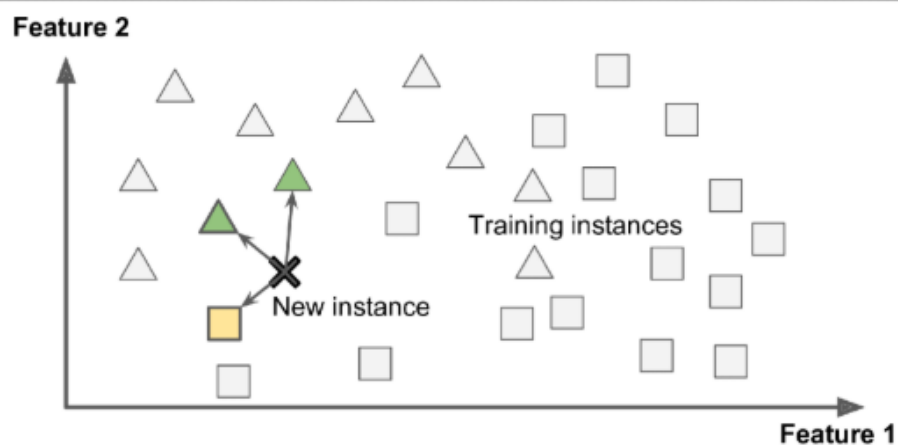 Feature 2
Training instances
New instance
Feature 1